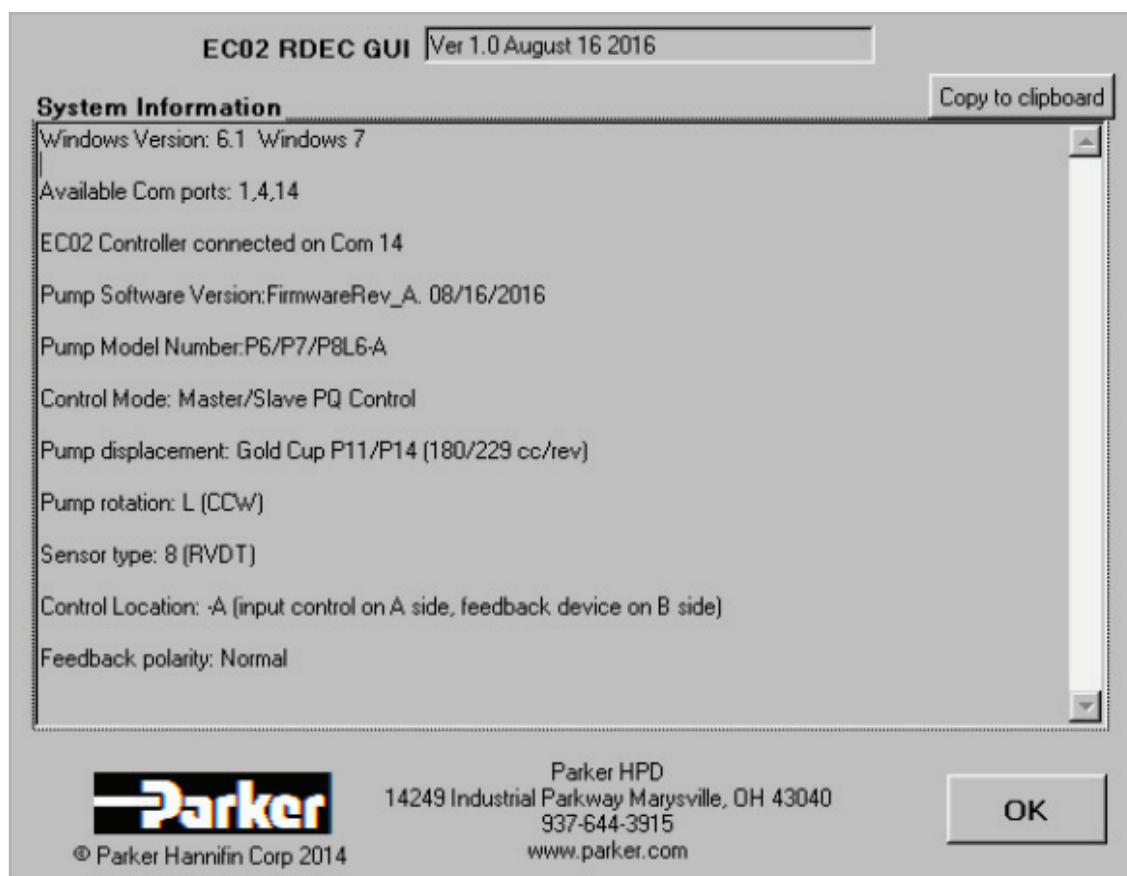 EC02 RDEC GUI Ver 1.0 August 16 2016
System Information
Copy to clipboard
Windows Version: 6.1 Windows 7
Available Com ports: 1,4,14
EC02 Controller connected on Com 14
Pump Software Version:FirmwareRev_A. 08/16/2016
Pump Model Number:P6/P7/P8L6-A
Control Mode: Master/Slave PQ Control
Pump displacement: Gold Cup P11/P14 (180/229 cc/rev)
Pump rotation: L (CCW)
Sensor type: 8 (RVDT)
Control Location: -A (input control on A side, feedback device on B side)
Feedback polarity: Normal
Parker
© Parker Hannifin Corp 2014
Parker HPD
14249 Industrial Parkway Marysville, OH 43040
937-644-3915
www.parker.com
OK